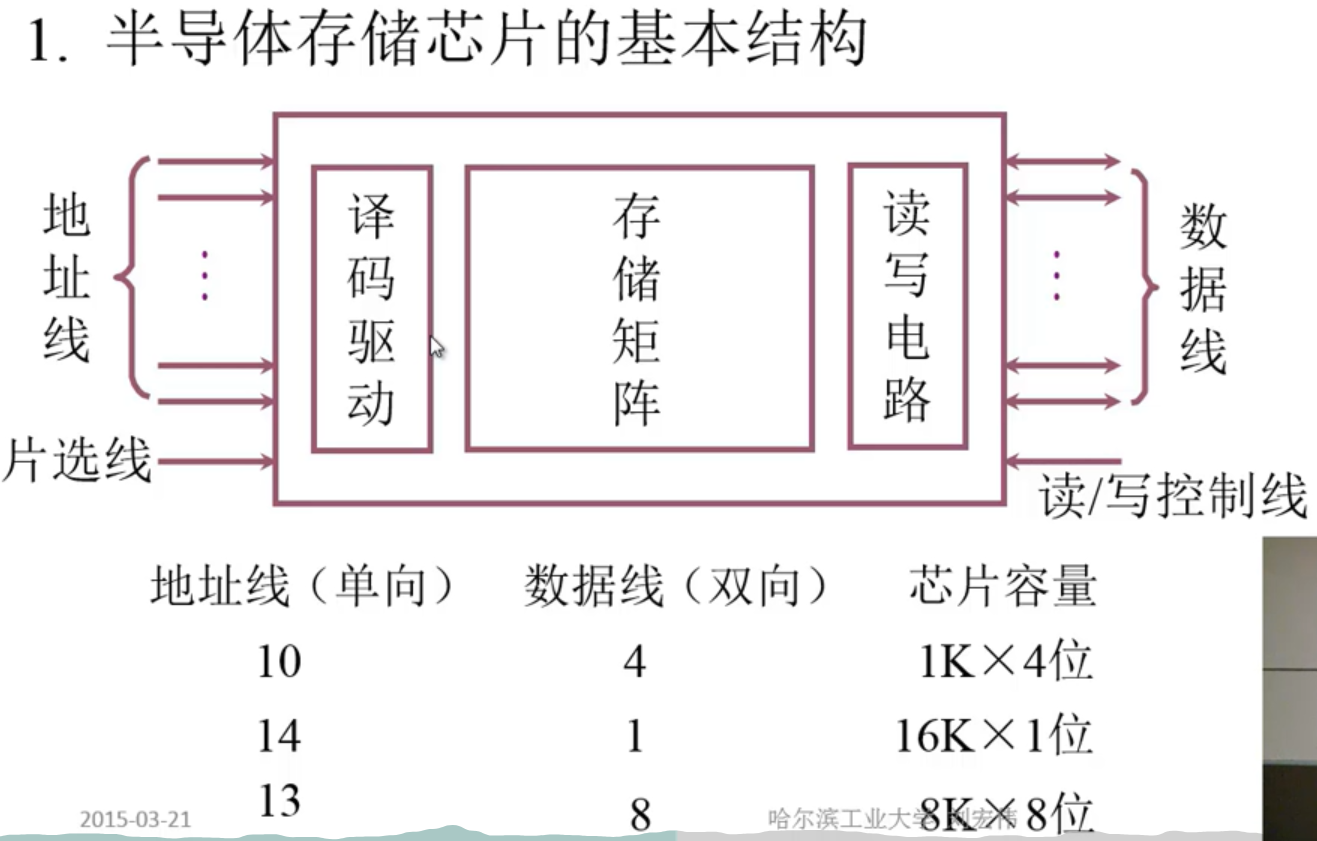 1. 半导体存储芯片的基本结构
地址线
译码驱动
存储矩阵
读写电路
数据线
片选线
读/写控制线
地址线（单向） 数据线（双向） 芯片容量
10 4 1K×4位
14 1 16K×1位
13 8 8K×8位
2015-03-21 哈尔滨工业大学 刘宏伟